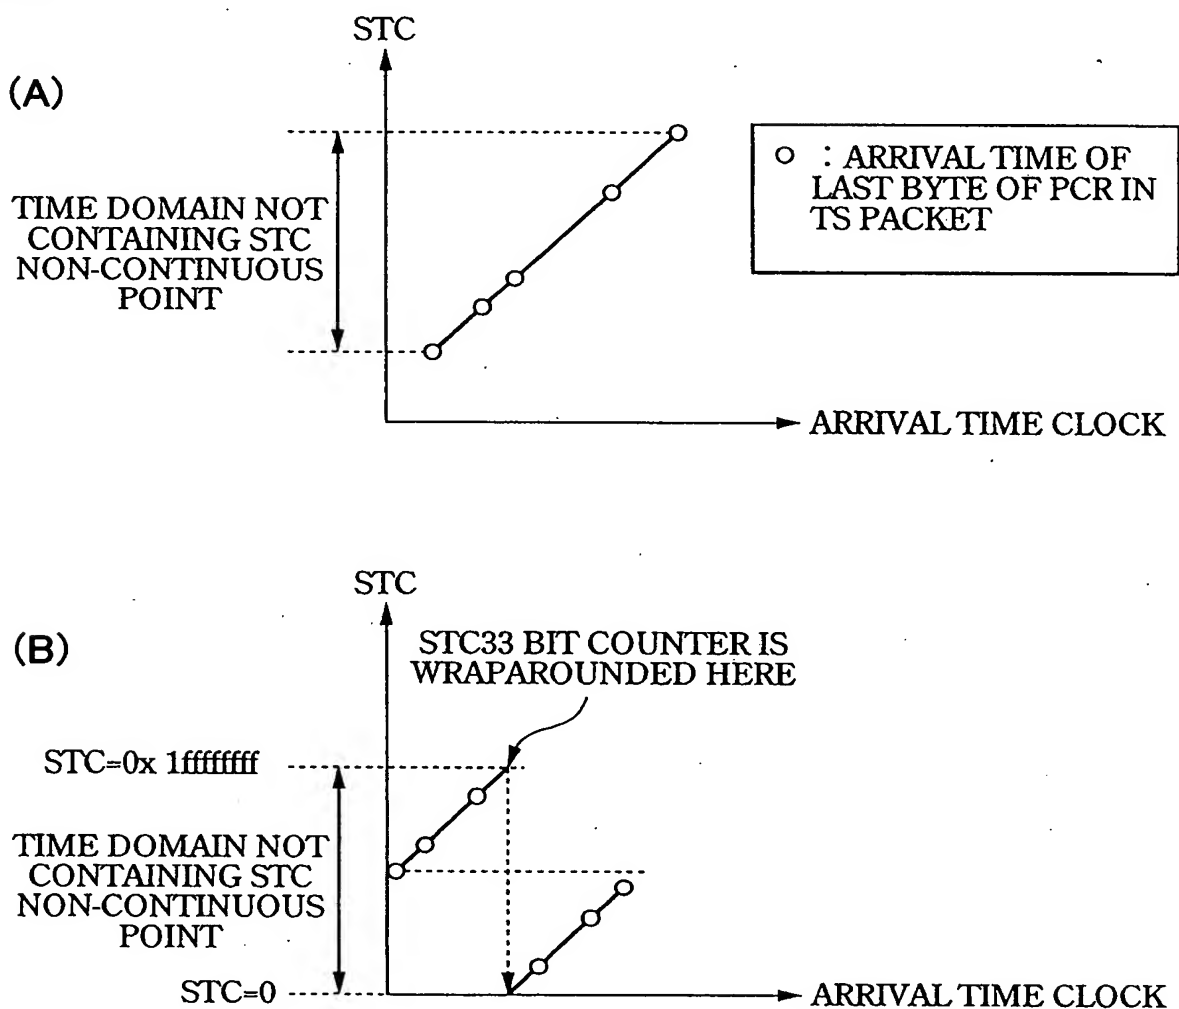 (A)
STC
TIME DOMAIN NOT
CONTAINING STC
NON-CONTINUOUS
POINT
○ : ARRIVAL TIME OF
LAST BYTE OF PCR IN
TS PACKET
ARRIVAL TIME CLOCK
(B)
STC
STC33 BIT COUNTER IS
WRAPAROUNDED HERE
STC=0x 1ffffffff
TIME DOMAIN NOT
CONTAINING STC
NON-CONTINUOUS
POINT
STC=0
ARRIVAL TIME CLOCK